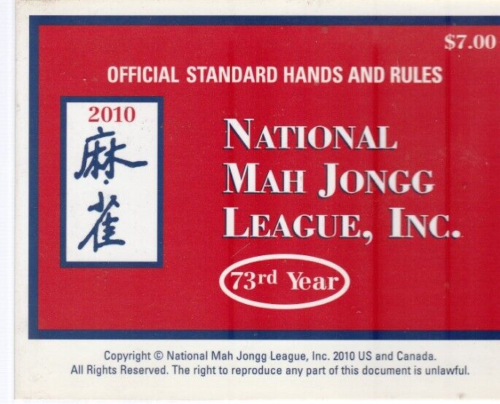 $7.00
OFFICIAL STANDARD HANDS AND RULES
2010
麻
雀
NATIONAL
MAH JONGG
LEAGUE, INC.
73rd Year
Copyright © National Mah Jongg League, Inc. 2010 US and Canada.
All Rights Reserved. The right to reproduce any part of this document is unlawful.